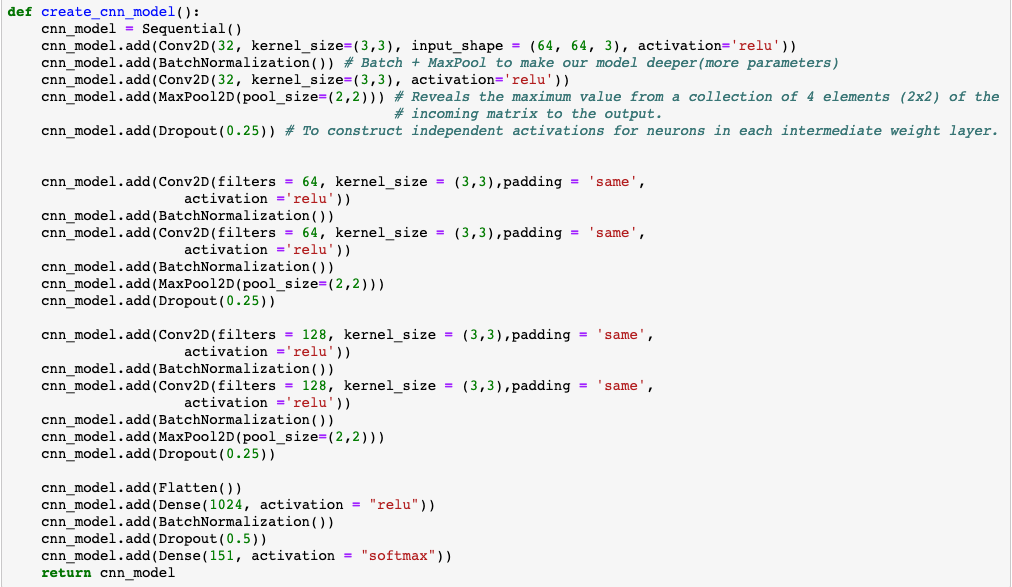 def create_cnn_model():
    cnn_model = Sequential()
    cnn_model.add(Conv2D(32, kernel_size=(3,3), input_shape = (64, 64, 3), activation='relu'))
    cnn_model.add(BatchNormalization()) # Batch + MaxPool to make our model deeper(more parameters)
    cnn_model.add(Conv2D(32, kernel_size=(3,3), activation='relu'))
    cnn_model.add(MaxPool2D(pool_size=(2,2))) # Reveals the maximum value from a collection of 4 elements (2x2) of the
                                              # incoming matrix to the output.
    cnn_model.add(Dropout(0.25)) # To construct independent activations for neurons in each intermediate weight layer.


    cnn_model.add(Conv2D(filters = 64, kernel_size = (3,3),padding = 'same',
                     activation ='relu'))
    cnn_model.add(BatchNormalization())
    cnn_model.add(Conv2D(filters = 64, kernel_size = (3,3),padding = 'same',
                     activation ='relu'))
    cnn_model.add(BatchNormalization())
    cnn_model.add(MaxPool2D(pool_size=(2,2)))
    cnn_model.add(Dropout(0.25))

    cnn_model.add(Conv2D(filters = 128, kernel_size = (3,3),padding = 'same',
                     activation ='relu'))
    cnn_model.add(BatchNormalization())
    cnn_model.add(Conv2D(filters = 128, kernel_size = (3,3),padding = 'same',
                     activation ='relu'))
    cnn_model.add(BatchNormalization())
    cnn_model.add(MaxPool2D(pool_size=(2,2)))
    cnn_model.add(Dropout(0.25))

    cnn_model.add(Flatten())
    cnn_model.add(Dense(1024, activation = "relu"))
    cnn_model.add(BatchNormalization())
    cnn_model.add(Dropout(0.5))
    cnn_model.add(Dense(151, activation = "softmax"))
    return cnn_model